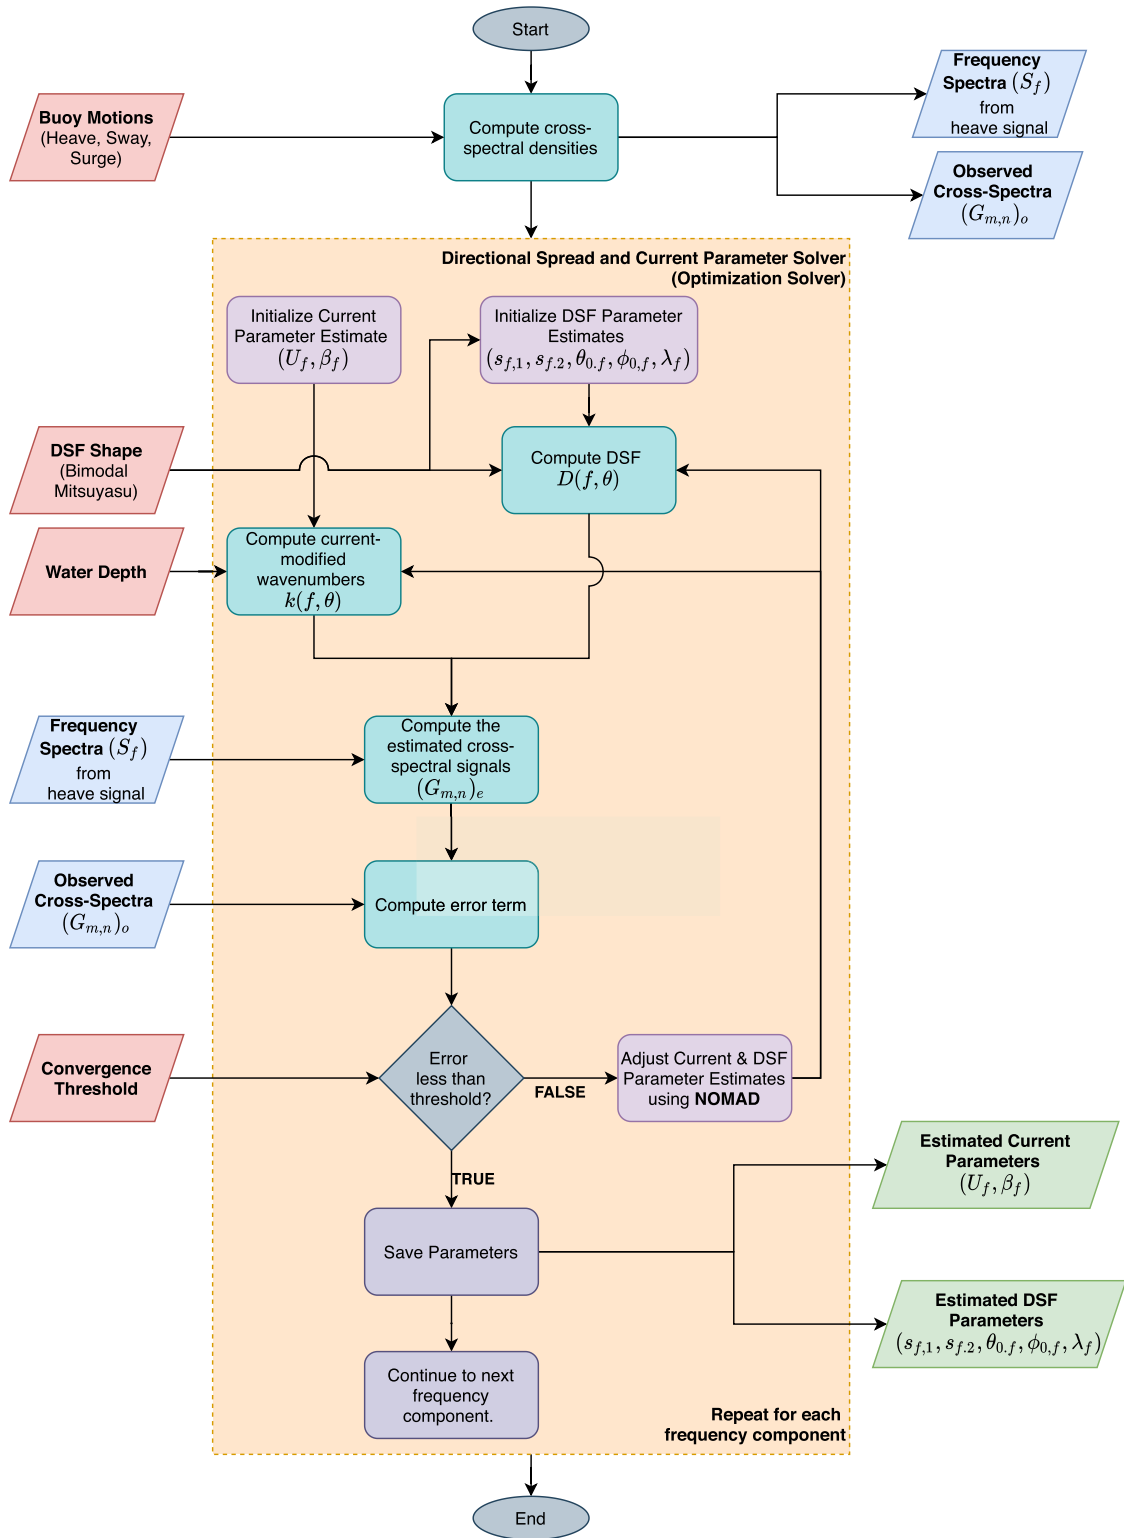 Start
Frequency
Spectra (S_f)
from
heave signal
Buoy Motions
(Heave, Sway,
Surge)
Compute cross-
spectral densities
Observed
Cross-Spectra
(G_{m,n})_o
Directional Spread and Current Parameter Solver
(Optimization Solver)
Initialize Current
Parameter Estimate
(U_f, β_f)
Initialize DSF Parameter
Estimates
(s_{f,1}, s_{f.2}, θ_{0.f}, ϕ_{0,f}, λ_f)
DSF Shape
(Bimodal
Mitsuyasu)
Compute DSF
D(f, θ)
Water Depth
Compute current-
modified
wavenumbers
k(f, θ)
Frequency
Spectra (S_f)
from
heave signal
Compute the
estimated cross-
spectral signals
(G_{m,n})_e
Observed
Cross-Spectra
(G_{m,n})_o
Compute error term
Convergence
Threshold
Error
less than
threshold?
FALSE
Adjust Current & DSF
Parameter Estimates
using NOMAD
TRUE
Estimated Current
Parameters
(U_f, β_f)
Save Parameters
Estimated DSF
Parameters
(s_{f,1}, s_{f.2}, θ_{0.f}, ϕ_{0,f}, λ_f)
Continue to next
frequency
component.
Repeat for each
frequency component
End